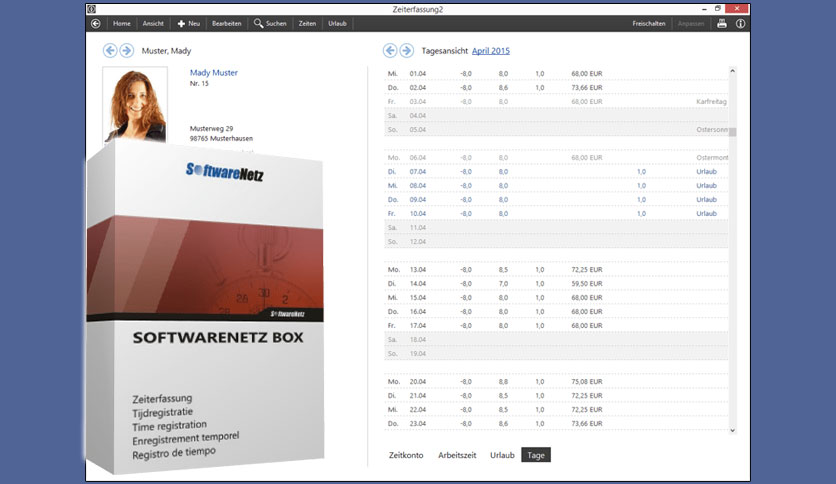 Zeiterfassung2
Home Ansicht Neu Bearbeiten Suchen Zeiten Urlaub Freischalten Anpassen
Muster, Mady
Mady Muster
Nr. 15
Musterweg 29
98765 Musterhausen
SoftwareNetz
30
2
SoftwareNetz
SOFTWARENETZ BOX
Zeiterfassung
Tijdregistratie
Time registration
Enregistrement temporel
Registro de tiempo
Tagesansicht April 2015
Mi. 01.04 -8,0 8,0 1,0 68,00 EUR
Do. 02.04 -8,0 8,6 1,0 73,66 EUR
Fr. 03.04 -8,0 8,0 68,00 EUR Karfreitag
Sa. 04.04
So. 05.04 Ostersonn
Mo. 06.04 -8,0 8,0 68,00 EUR Ostermont
Di. 07.04 -8,0 8,0 1,0 Urlaub
Mi. 08.04 -8,0 8,0 1,0 Urlaub
Do. 09.04 -8,0 8,0 1,0 Urlaub
Fr. 10.04 -8,0 8,0 1,0 Urlaub
Sa. 11.04
So. 12.04
Mo. 13.04 -8,0 8,5 1,0 72,25 EUR
Di. 14.04 -8,0 7,0 1,0 59,50 EUR
Mi. 15.04 -8,0 8,0 1,0 68,00 EUR
Do. 16.04 -8,0 8,0 1,0 68,00 EUR
Fr. 17.04 -8,0 8,0 1,0 68,00 EUR
Sa. 18.04
So. 19.04
Mo. 20.04 -8,0 8,8 1,0 75,08 EUR
Di. 21.04 -8,0 8,5 1,0 72,25 EUR
Mi. 22.04 -8,0 8,5 1,0 72,25 EUR
Do. 23.04 -8,0 8,6 1,0 73,66 EUR
Zeitkonto Arbeitszeit Urlaub Tage